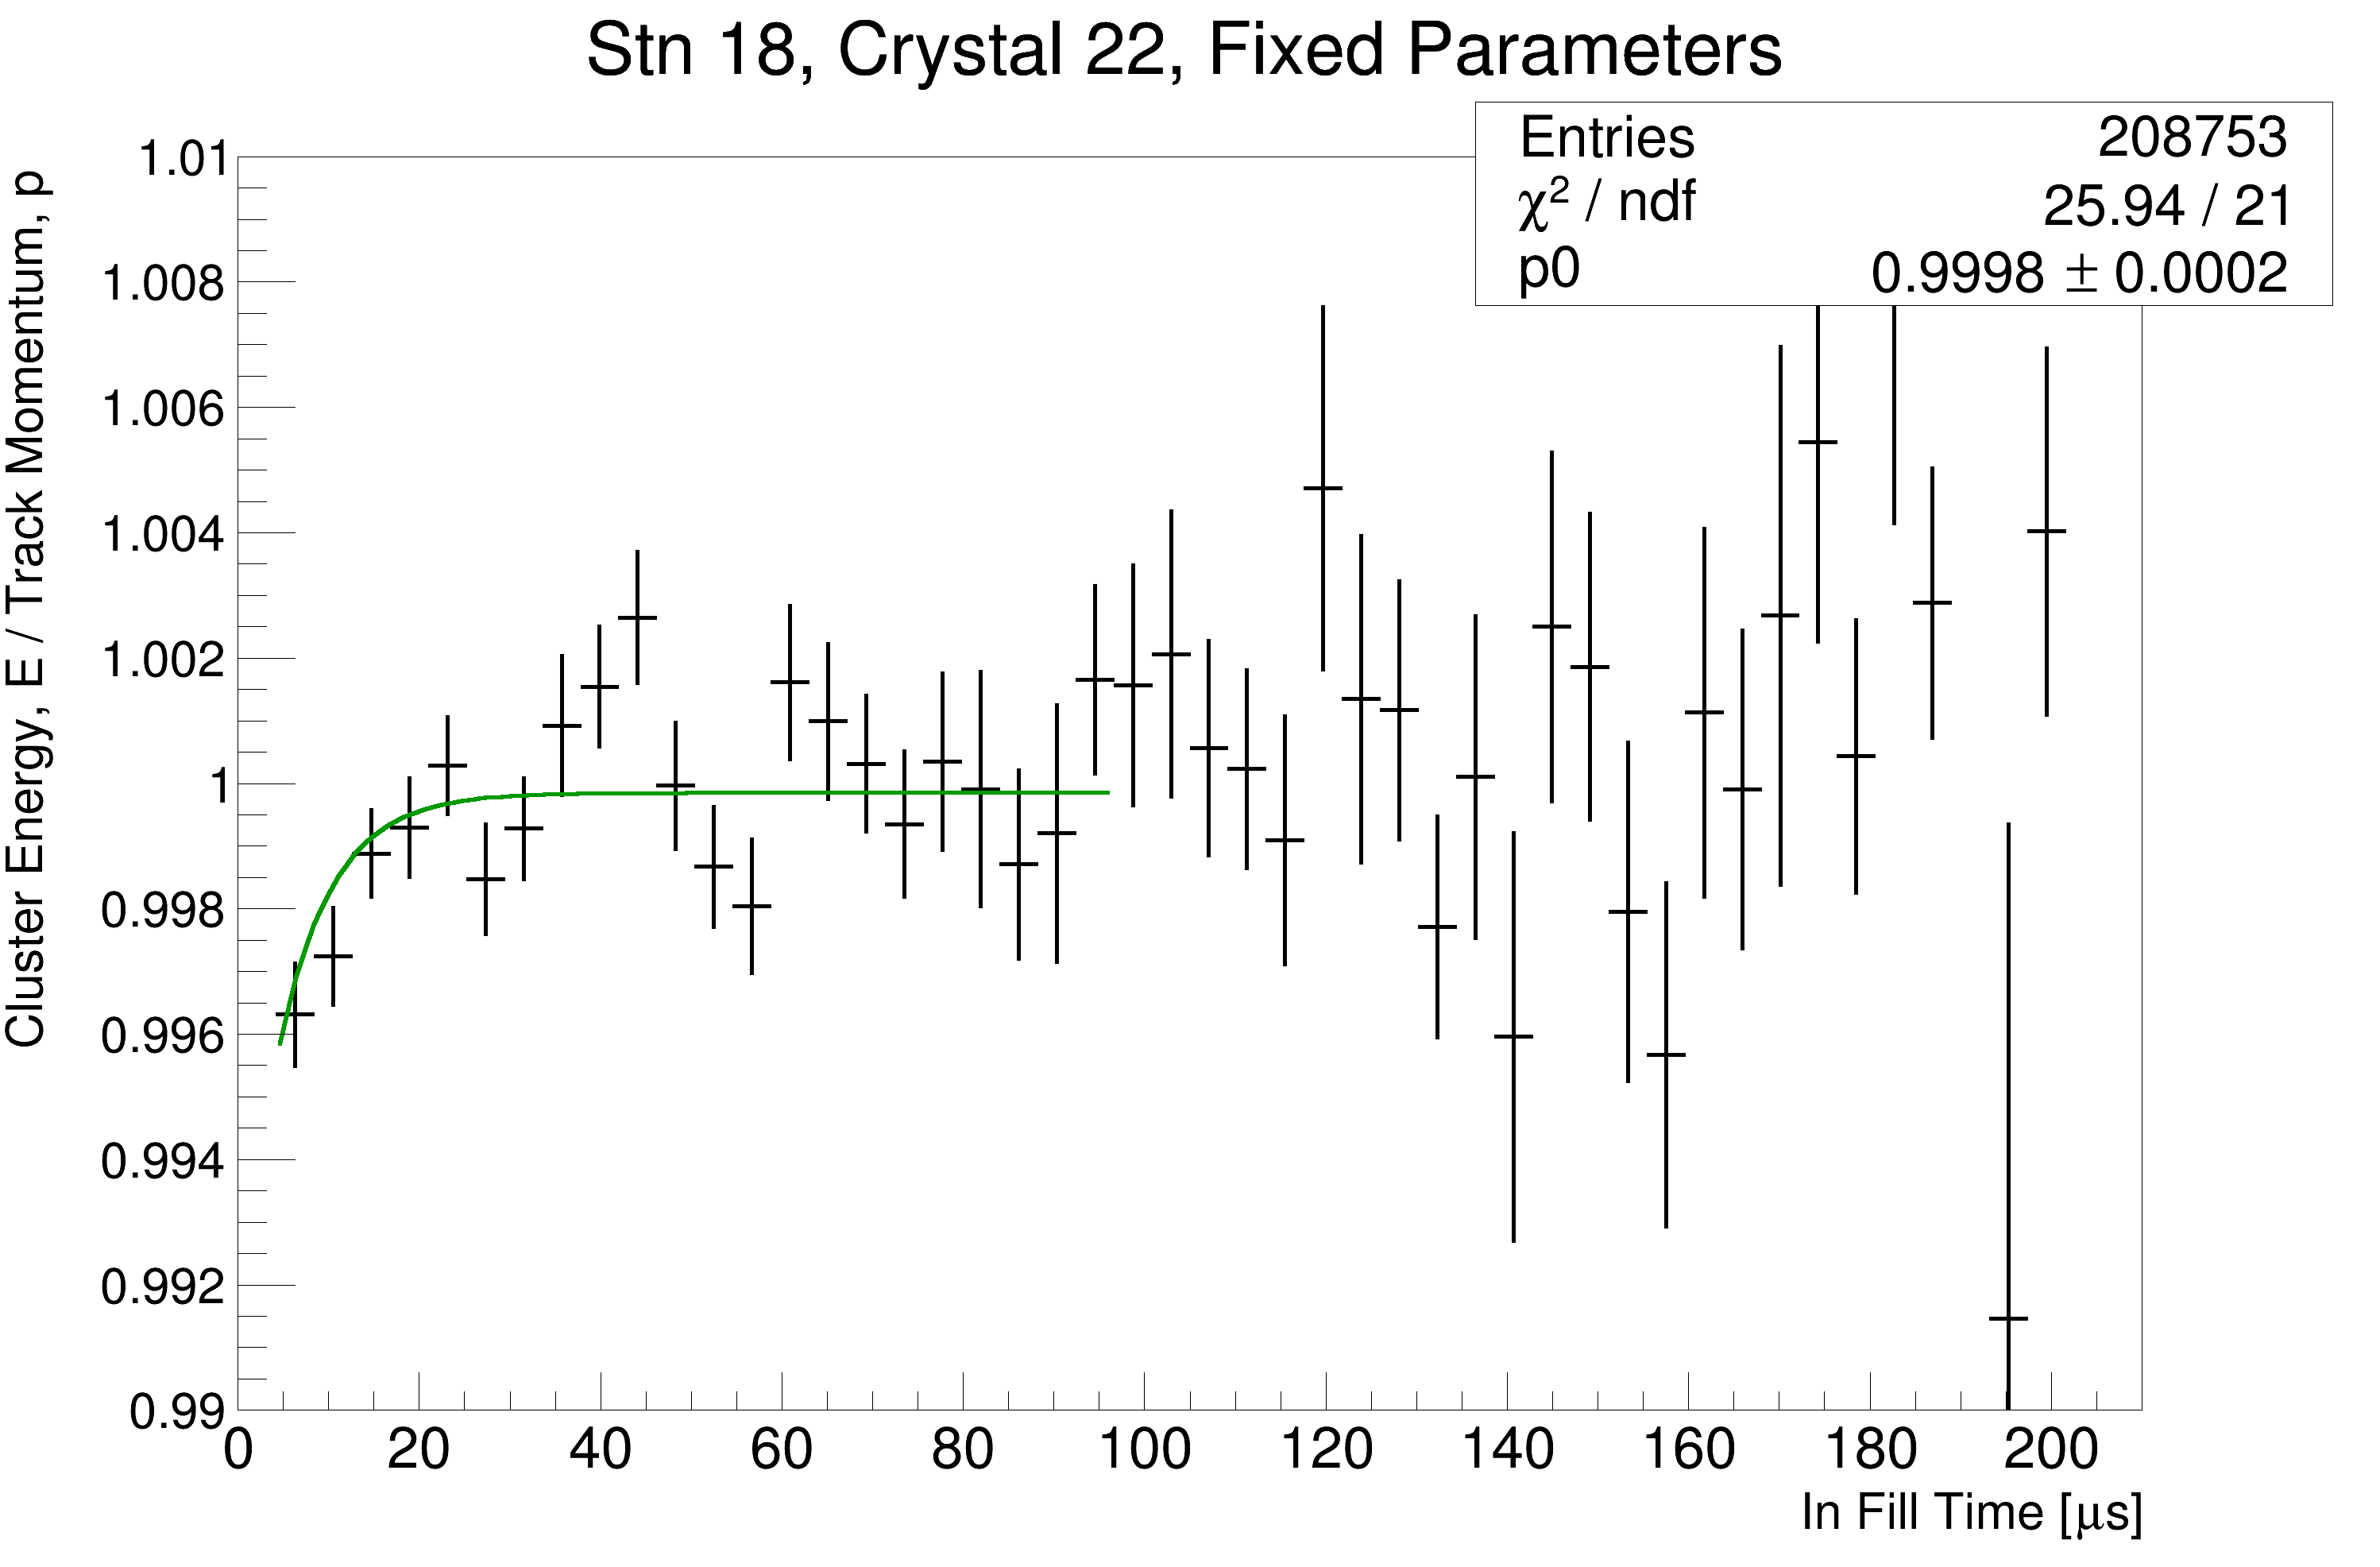 Stn 18, Crystal 22, Fixed Parameters
Entries 208753
χ² / ndf 25.94 / 21
p0 0.9998 ± 0.0002
Cluster Energy, E / Track Momentum, p
1.01
1.008
1.006
1.004
1.002
1
0.998
0.996
0.994
0.992
0.99
0 20 40 60 80 100 120 140 160 180 200
In Fill Time [μs]